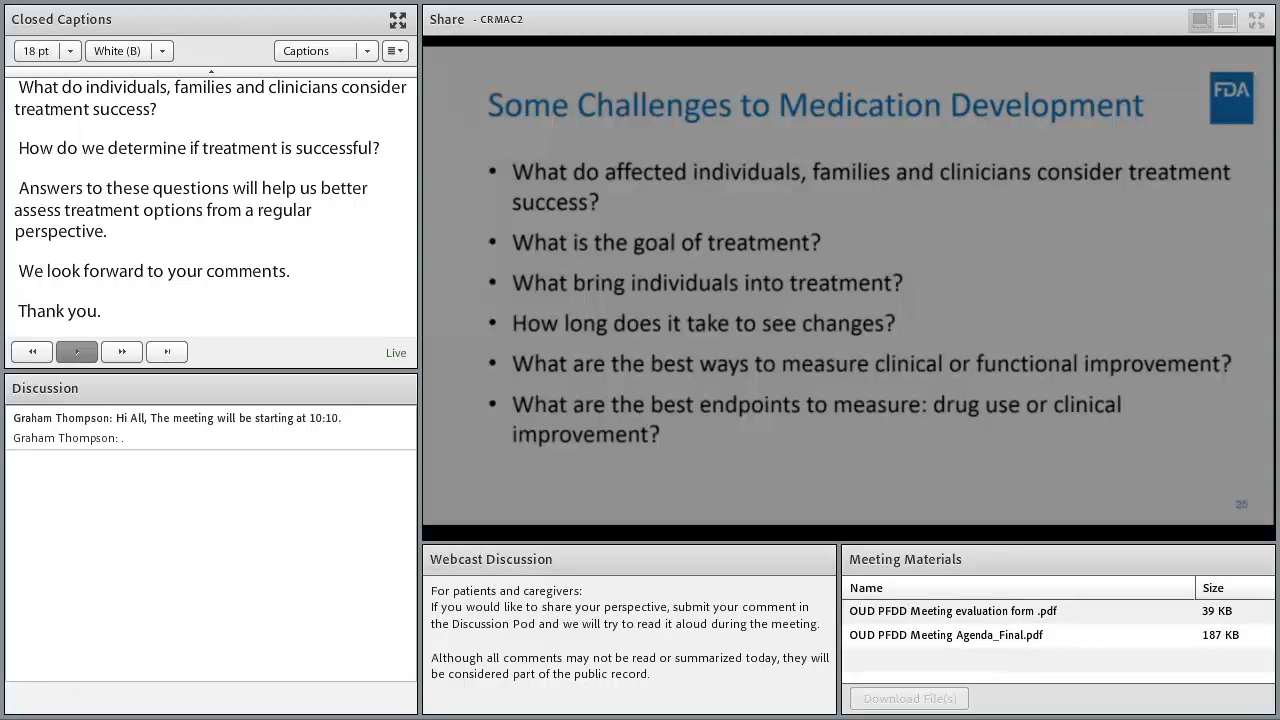 Closed Captions
18 pt
White (B)
Captions
What do individuals, families and clinicians consider
treatment success?
How do we determine if treatment is successful?
Answers to these questions will help us better
assess treatment options from a regular
perspective.
We look forward to your comments.
Thank you.
Live
Discussion
Graham Thompson: Hi All, The meeting will be starting at 10:10.
Graham Thompson: .
Share - CRMAC2
Some Challenges to Medication Development
FDA
• What do affected individuals, families and clinicians consider treatment
success?
• What is the goal of treatment?
• What bring individuals into treatment?
• How long does it take to see changes?
• What are the best ways to measure clinical or functional improvement?
• What are the best endpoints to measure: drug use or clinical
improvement?
25
Webcast Discussion
For patients and caregivers:
If you would like to share your perspective, submit your comment in
the Discussion Pod and we will try to read it aloud during the meeting.
Although all comments may not be read or summarized today, they will
be considered part of the public record.
Meeting Materials
Name Size
OUD PFDD Meeting evaluation form .pdf 39 KB
OUD PFDD Meeting Agenda_Final.pdf 187 KB
Download File(s)